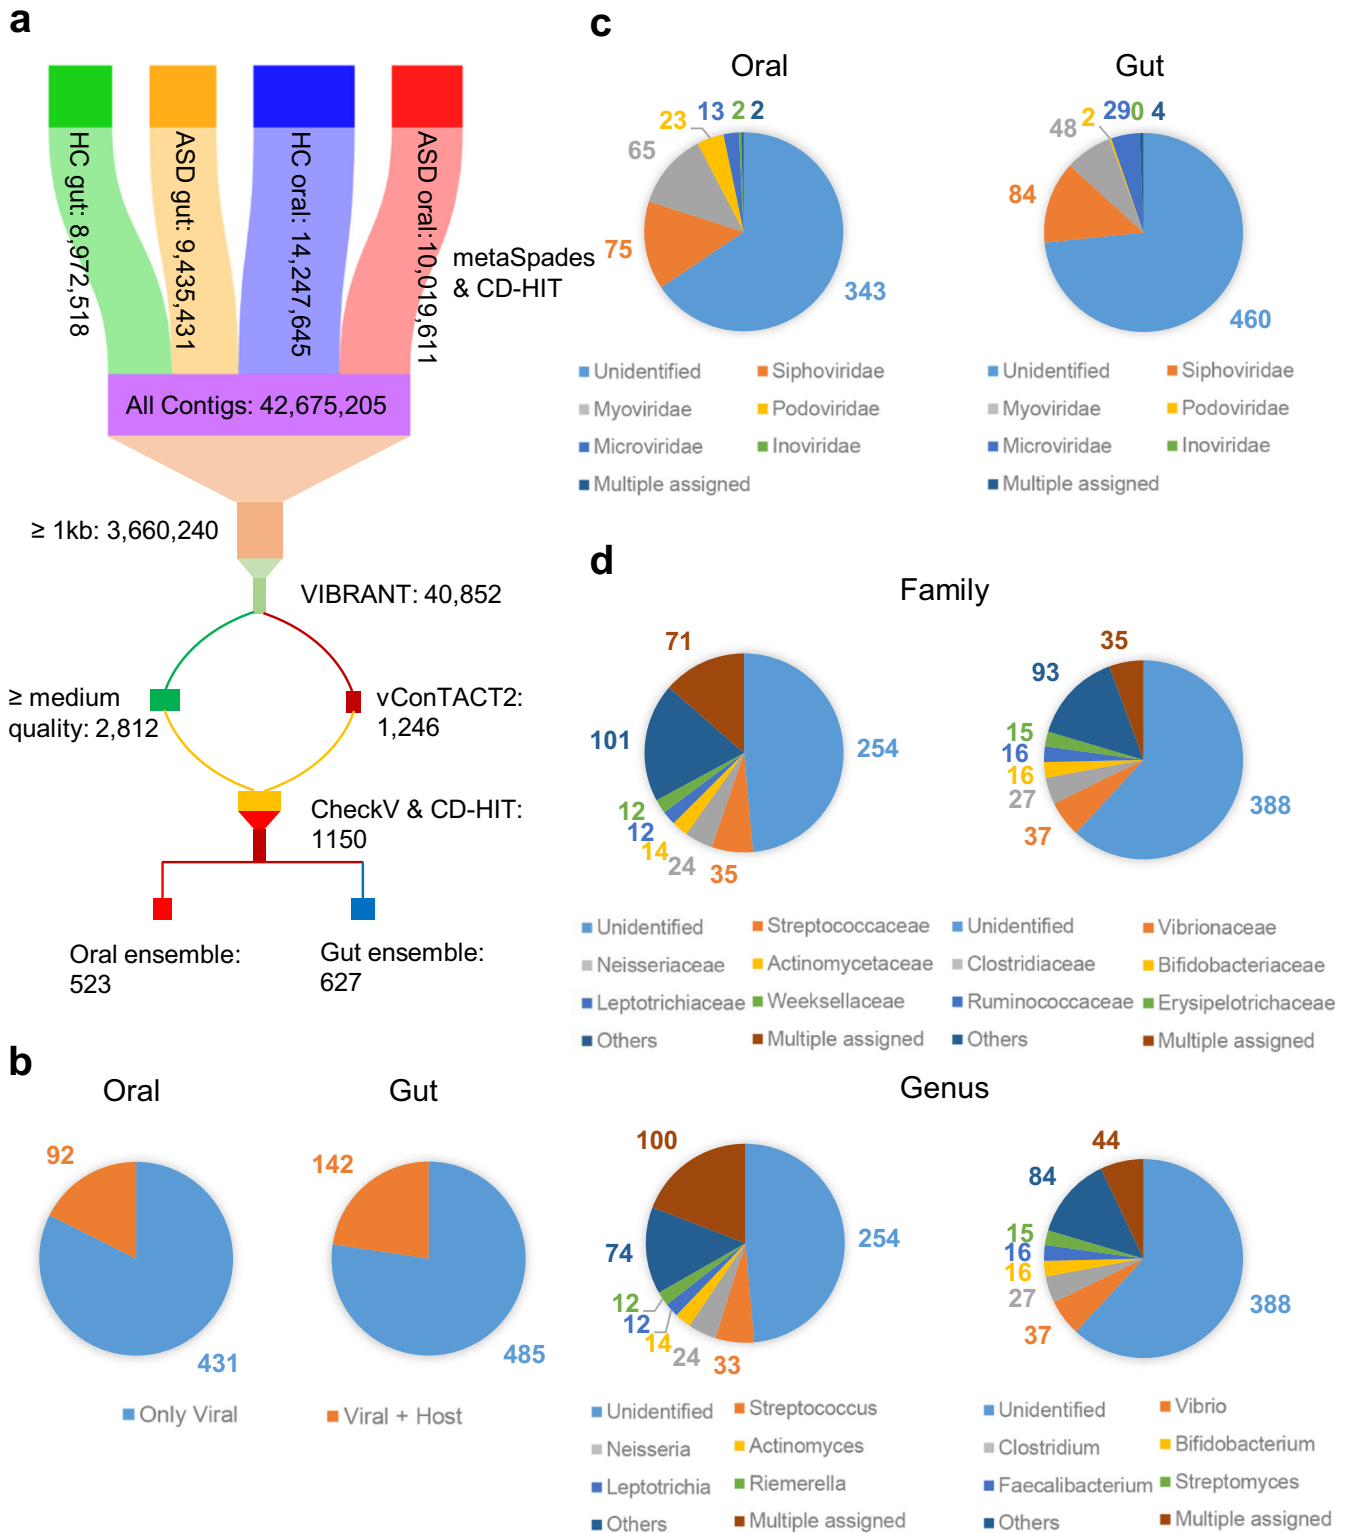 a
HC gut: 8,972,518
ASD gut: 9,435,431
HC oral: 14,247,645
ASD oral:10,019,611
metaSpades
& CD-HIT
All Contigs: 42,675,205
≥ 1kb: 3,660,240
VIBRANT: 40,852
≥ medium
quality: 2,812
vConTACT2:
1,246
CheckV & CD-HIT:
1150
Oral ensemble:
523
Gut ensemble:
627
b
Oral
92
431
Gut
142
485
Only Viral
Viral + Host
c
Oral
23 13 2 2
65
75
343
Unidentified
Siphoviridae
Myoviridae
Podoviridae
Microviridae
Inoviridae
Multiple assigned
Gut
48 2 29 0 4
84
460
Unidentified
Siphoviridae
Myoviridae
Podoviridae
Microviridae
Inoviridae
Multiple assigned
d
Family
71
101
254
12
12
14
24
35
Unidentified
Streptococcaceae
Neisseriaceae
Actinomycetaceae
Leptotrichiaceae
Weeksellaceae
Others
Multiple assigned
35
93
15
16
16
27
37
388
Unidentified
Vibrionaceae
Clostridiaceae
Bifidobacteriaceae
Ruminococcaceae
Erysipelotrichaceae
Others
Multiple assigned
Genus
100
74
254
12
12
14
24
33
Unidentified
Streptococcus
Neisseria
Actinomyces
Leptotrichia
Riemerella
Others
Multiple assigned
44
84
15
16
16
27
37
388
Unidentified
Vibrio
Clostridium
Bifidobacterium
Faecalibacterium
Streptomyces
Others
Multiple assigned